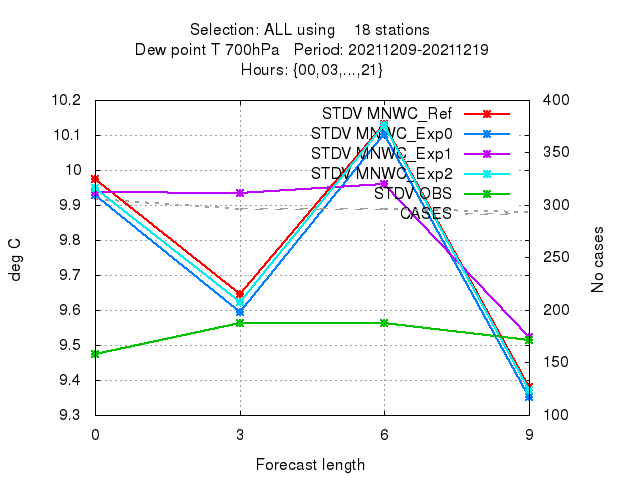 Selection: ALL using    18 stations
Dew point T 700hPa   Period: 20211209-20211219
Hours: {00,03,...,21}
10.2
10.1
10
9.9
9.8
9.7
9.6
9.5
9.4
9.3
deg C
STDV MNWC_Ref
STDV MNWC_Exp0
STDV MNWC_Exp1
STDV MNWC_Exp2
STDV OBS
CASES
400
350
300
250
200
150
100
No cases
0 3 6 9
Forecast length